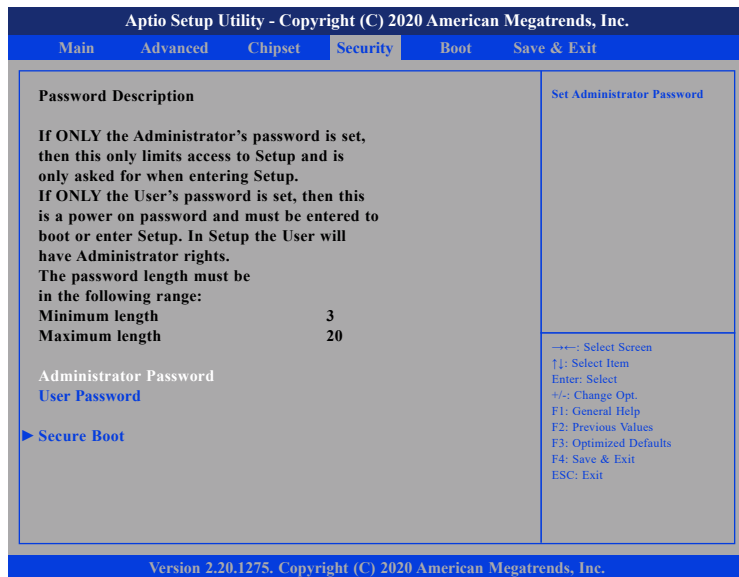 Aptio Setup Utility - Copyright (C) 2020 American Megatrends, Inc.
Main Advanced Chipset Security Boot Save & Exit
Password Description
If ONLY the Administrator's password is set,
then this only limits access to Setup and is
only asked for when entering Setup.
If ONLY the User's password is set, then this
is a power on password and must be entered to
boot or enter Setup. In Setup the User will
have Administrator rights.
The password length must be
in the following range:
Minimum length 3
Maximum length 20
Administrator Password
User Password
► Secure Boot
Set Administrator Password
→←: Select Screen
↑↓: Select Item
Enter: Select
+/-: Change Opt.
F1: General Help
F2: Previous Values
F3: Optimized Defaults
F4: Save & Exit
ESC: Exit
Version 2.20.1275. Copyright (C) 2020 American Megatrends, Inc.